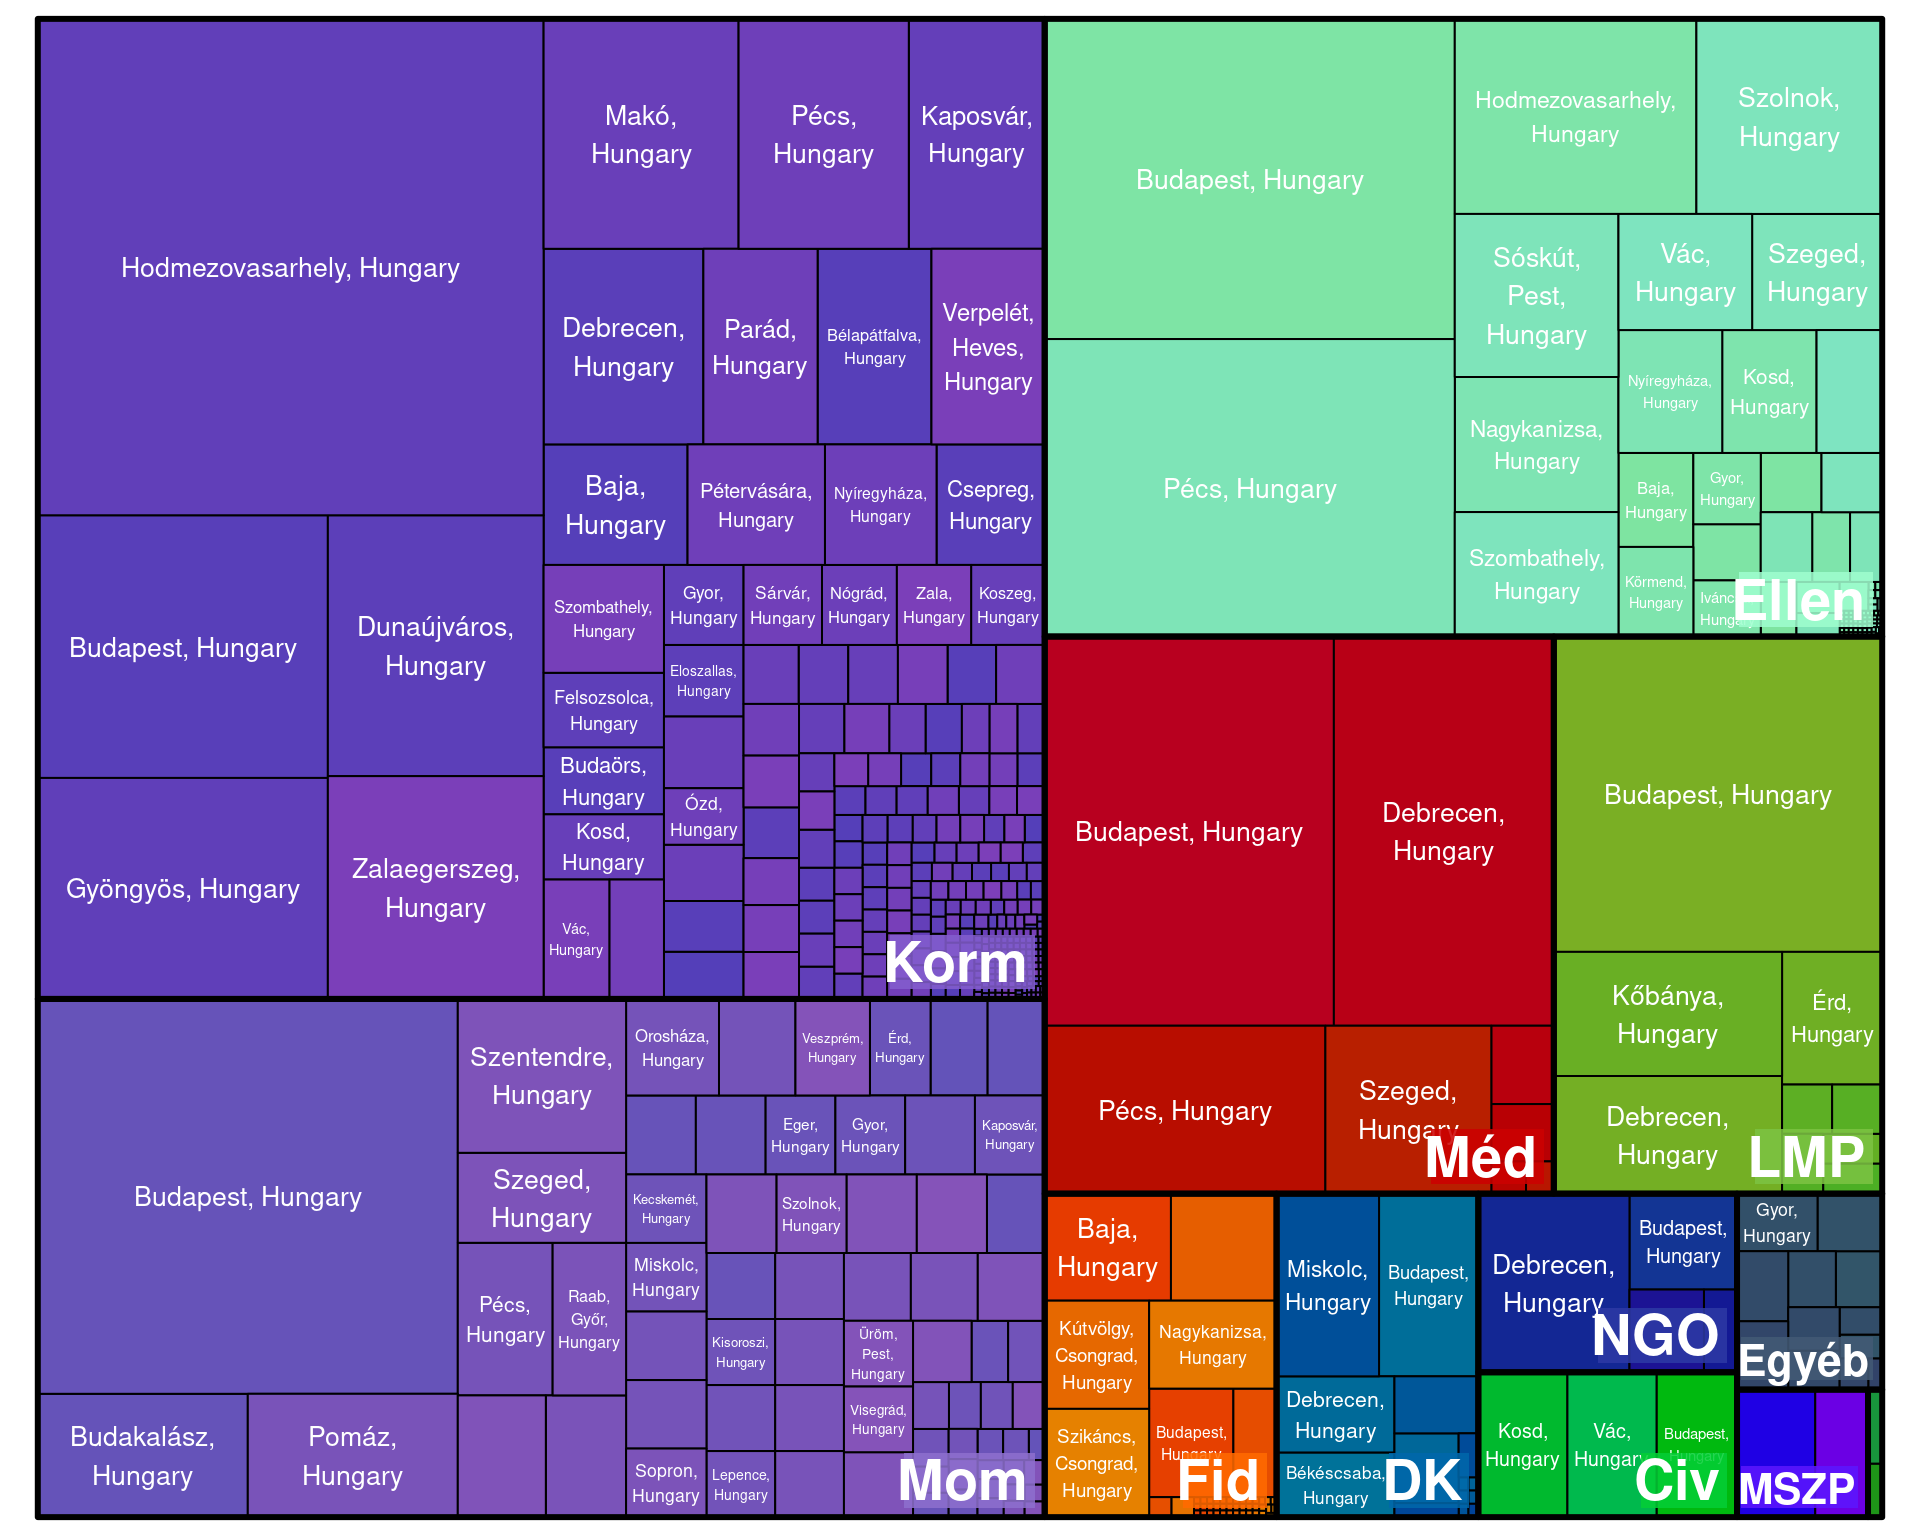 Hodmezovasarhely, Hungary
Makó,
Hungary
Pécs,
Hungary
Kaposvár,
Hungary
Debrecen,
Hungary
Parád,
Hungary
Bélapátfalva,
Hungary
Verpelét,
Heves,
Hungary
Baja,
Hungary
Pétervására,
Hungary
Nyíregyháza,
Hungary
Csepreg,
Hungary
Budapest, Hungary
Dunaújváros,
Hungary
Gyöngyös, Hungary
Zalaegerszeg,
Hungary
Szombathely,
Hungary
Gyor,
Hungary
Sárvár,
Hungary
Nógrád,
Hungary
Zala,
Hungary
Koszeg,
Hungary
Felsozsolca,
Hungary
Eloszallas,
Hungary
Budaörs,
Hungary
Kosd,
Hungary
Ózd,
Hungary
Vác,
Hungary
Korm
Budapest, Hungary
Hodmezovasarhely,
Hungary
Szolnok,
Hungary
Pécs, Hungary
Sóskút,
Pest,
Hungary
Vác,
Hungary
Szeged,
Hungary
Nyíregyháza,
Hungary
Kosd,
Hungary
Nagykanizsa,
Hungary
Szombathely,
Hungary
Baja,
Hungary
Gyor,
Hungary
Körmend,
Hungary
Ivánc
Hungary
Ellen
Budapest, Hungary
Debrecen,
Hungary
Pécs, Hungary
Szeged,
Hungary
Méd
Budapest, Hungary
Kőbánya,
Hungary
Érd,
Hungary
Debrecen,
Hungary
LMP
Budapest, Hungary
Szentendre,
Hungary
Szeged,
Hungary
Pécs,
Hungary
Raab,
Győr,
Hungary
Budakalász,
Hungary
Pomáz,
Hungary
Orosháza,
Hungary
Veszprém,
Hungary
Érd,
Hungary
Eger,
Hungary
Gyor,
Hungary
Kaposvár,
Hungary
Kecskemét,
Hungary
Szolnok,
Hungary
Miskolc,
Hungary
Kisoroszi,
Hungary
Üröm,
Pest,
Hungary
Visegrád,
Hungary
Sopron,
Hungary
Lepence,
Hungary
Mom
Baja,
Hungary
Kútvölgy,
Csongrad,
Hungary
Nagykanizsa,
Hungary
Szikáncs,
Csongrad,
Hungary
Budapest,
Hungary
Fid
Miskolc,
Hungary
Budapest,
Hungary
Debrecen,
Hungary
Békéscsaba,
Hungary
DK
Debrecen,
Hungary
Budapest,
Hungary
NGO
Gyor,
Hungary
Egyéb
Kosd,
Hungary
Vác,
Hungary
Budapest,
Hungary
Civ
MSZP